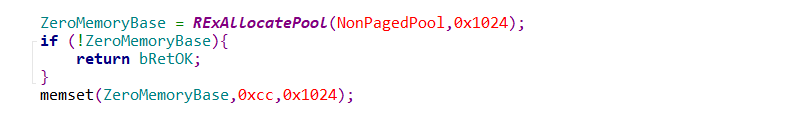 ZeroMemoryBase = RExAllocatePool(NonPagedPool,0x1024);
if (!ZeroMemoryBase){
return bRetOK;
}
memset(ZeroMemoryBase,0xcc,0x1024);